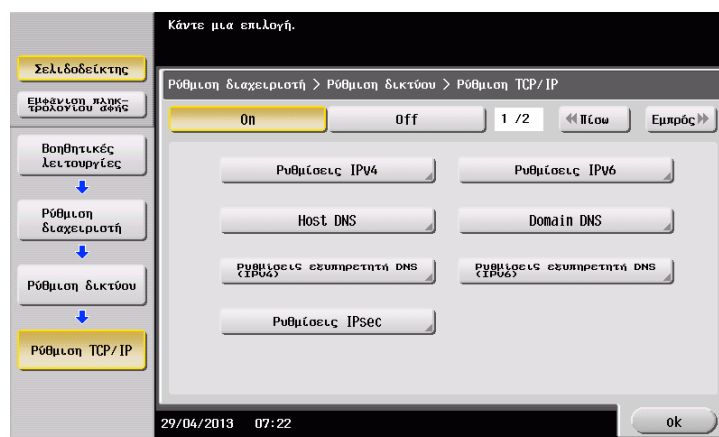 Κάντε μια επιλογή.
Σελιδοδείκτης
Εμφάνιση πληκ-
τρολογίου αφής
Βοηθητικές
λειτουργίες
Ρύθμιση
διαχειριστή
Ρύθμιση δικτύου
Ρύθμιση TCP/IP
Ρύθμιση διαχειριστή > Ρύθμιση δικτύου > Ρύθμιση TCP/IP
On
Off
1 /2
Πίσω
Εμπρός
Ρυθμίσεις IPV4
Ρυθμίσεις IPV6
Host DNS
Domain DNS
Ρυθμίσεις εξυπηρετητή DNS
(IPV4)
Ρυθμίσεις εξυπηρετητή DNS
(IPV6)
Ρυθμίσεις IPsec
29/04/2013 07:22
ok